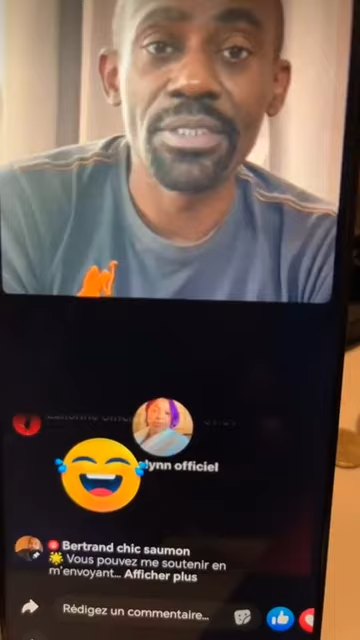 lynn officiel
Bertrand chic saumon
🌟 Vous pouvez me soutenir en
m'envoyant... Afficher plus
Rédigez un commentaire...